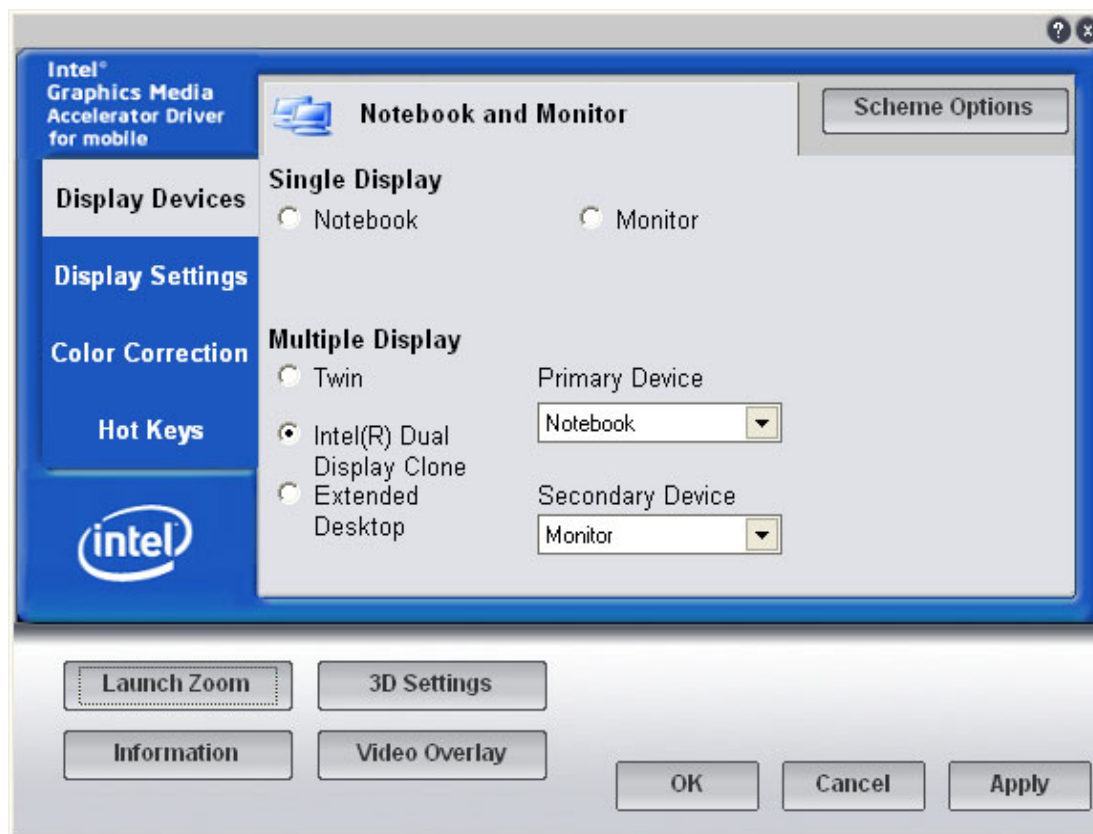 Intel®
Graphics Media
Accelerator Driver
for mobile
Notebook and Monitor
Scheme Options
Display Devices
Display Settings
Color Correction
Hot Keys
intel
Single Display
Notebook
Monitor
Multiple Display
Twin
Intel(R) Dual
Display Clone
Extended
Desktop
Primary Device
Notebook
Secondary Device
Monitor
Launch Zoom
3D Settings
Information
Video Overlay
OK
Cancel
Apply